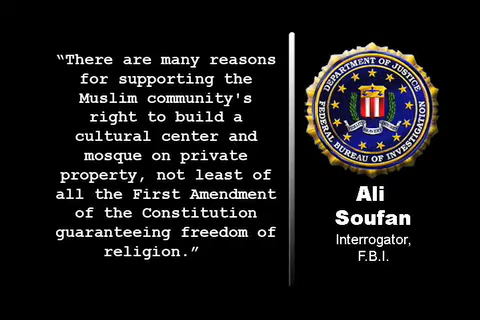 “There are many reasons
for supporting the
Muslim community's
right to build a
cultural center and
mosque on private
property, not least of
all the First Amendment
of the Constitution
guaranteeing freedom of
religion.”
DEPARTMENT OF JUSTICE
FEDERAL BUREAU OF INVESTIGATION
Ali
Soufan
Interrogator,
F.B.I.